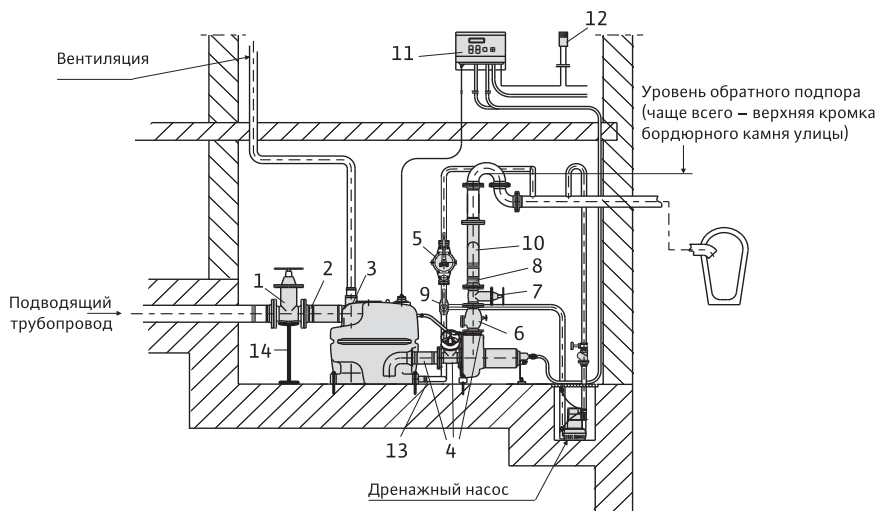 12
Вентиляция
11
Уровень обратного подпора
(чаще всего – верхняя кромка
бордюрного камня улицы)
5
10
1
2
3
8
9
7
Подводящий
трубопровод
6
14
13
4
Дренажный насос